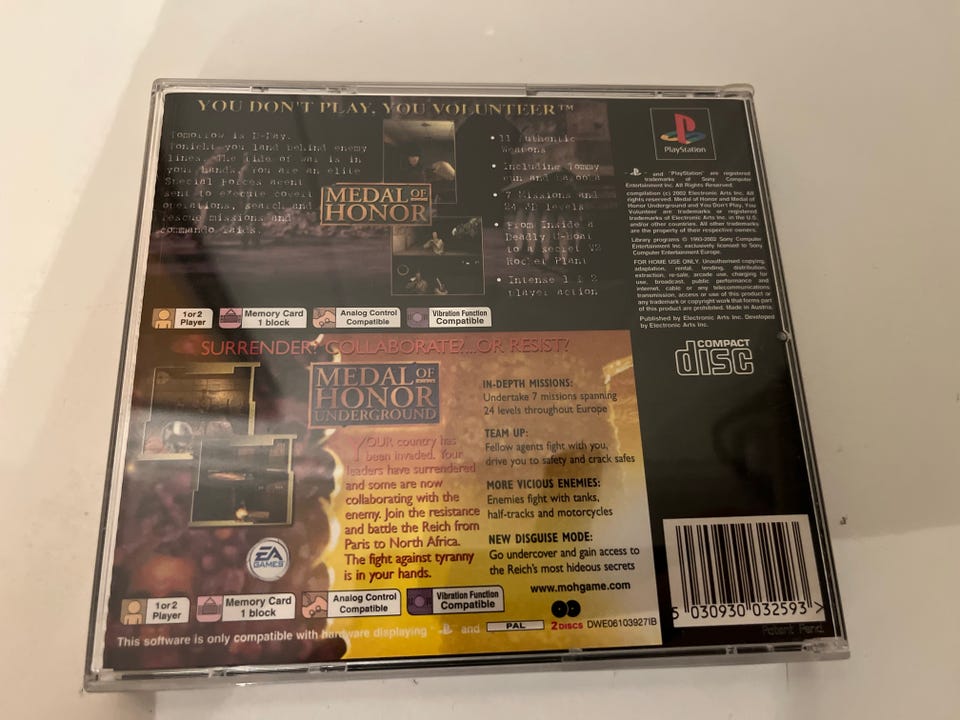 YOU DON'T PLAY, YOU VOLUNTEER™
Tomorrow is D-Day.
Tonight you land behind enemy
lines. The tide of war is in
your hands. You are an elite
Special Forces agent
sent to execute covert
operations, search and
rescue missions and
commando raids.
MEDAL OF
HONOR
• 11 Authentic
Weapons
• Including Tommy
gun and bazooka
• 7 Missions and
24 levels
• From Inside a
Deadly U-Boat
to a secret V2
Rocket Plant
• Intense 1 & 2
player action
PlayStation
" and "PlayStation" are registered
trademarks of Sony Computer
Entertainment Inc. All Rights Reserved.
compilation (c) 2002 Electronic Arts Inc. All
rights reserved. Medal of Honor and Medal of
Honor Underground and You Don't Play, You
Volunteer are trademarks or registered
trademarks of Electronic Arts Inc. in the U.S.
and/or other countries. All other trademarks
are the property of their respective owners.
Library programs © 1993-2002 Sony Computer
Entertainment Inc. exclusively licensed to Sony
Computer Entertainment Europe.
FOR HOME USE ONLY. Unauthorised copying,
adaptation, rental, lending, distribution,
extraction, re-sale, arcade use, charging for
use, broadcast, public performance and
internet, cable or any telecommunications
transmission, access or use of this product or
any trademark or copyright work that forms part
of this product are prohibited. Made in Austria.
Published by Electronic Arts Inc. Developed
by Electronic Arts Inc.
1 or 2
Player
Memory Card
1 block
Analog Control
Compatible
Vibration Function
Compatible
COMPACT
disc
SURRENDER? COLLABORATE?...OR RESIST?
MEDAL OF
HONOR
UNDERGROUND
YOUR country has
been invaded. Your
leaders have surrendered
and some are now
collaborating with the
enemy. Join the resistance
and battle the Reich from
Paris to North Africa.
The fight against tyranny
is in your hands.
IN-DEPTH MISSIONS:
Undertake 7 missions spanning
24 levels throughout Europe
TEAM UP:
Fellow agents fight with you,
drive you to safety and crack safes
MORE VICIOUS ENEMIES:
Enemies fight with tanks,
half-tracks and motorcycles
NEW DISGUISE MODE:
Go undercover and gain access to
the Reich's most hideous secrets
www.mohgame.com
EA
GAMES
1 or 2
Player
Memory Card
1 block
Analog Control
Compatible
Vibration Function
Compatible
This software is only compatible with hardware displaying " and PAL
2 DISCS DWE06103927IB
5 030930 032593 >
Patent Pend